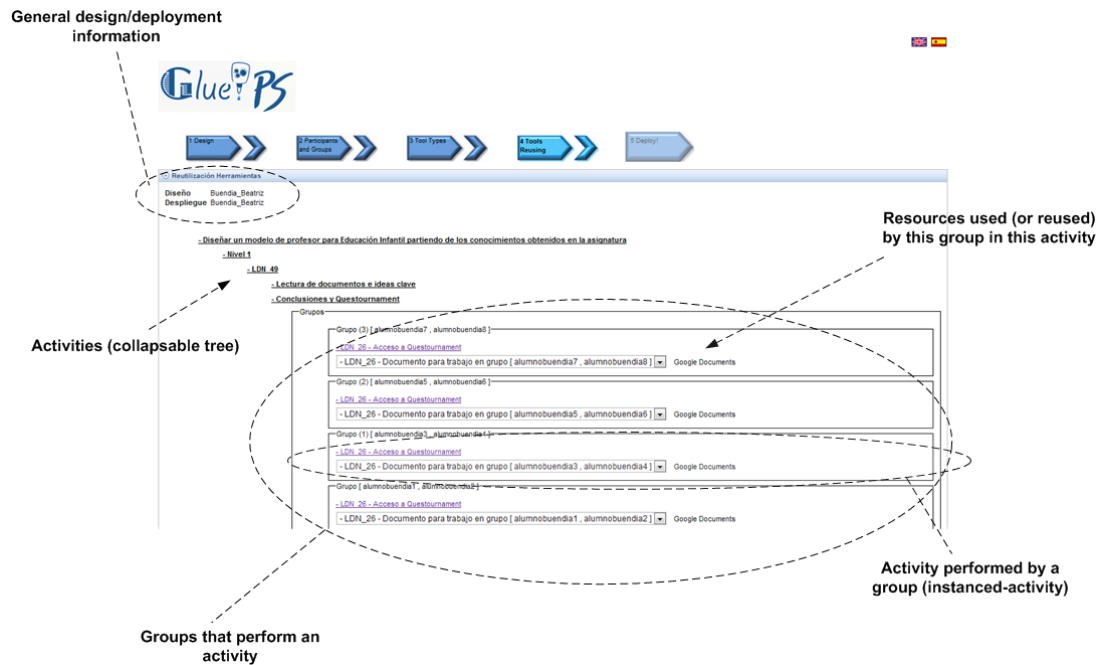 General design/deployment
information
Glue!PS
1 Design
2 Participants
and Groups
3 Tool Types
4 Tools
Reusing
5 Deploy!
Reutilización Herramientas
Diseño Buendia_Beatriz
Despliegue Buendia_Beatriz
Resources used (or reused)
by this group in this activity
- Diseñar un modelo de profesor para Educación Infantil partiendo de los conocimientos obtenidos en la asignatura
- Nivel 1
- LDN_49
- Lectura de documentos e ideas clave
- Conclusiones y Questournament
Activities (collapsable tree)
Grupos
Grupo (3) [ alumnobuendia7 , alumnobuendia8 ]
- LDN_26 - Acceso a Questournament
- LDN_26 - Documento para trabajo en grupo [ alumnobuendia7 , alumnobuendia8 ] Google Documents
Grupo (2) [ alumnobuendia5 , alumnobuendia6 ]
- LDN_26 - Acceso a Questournament
- LDN_26 - Documento para trabajo en grupo [ alumnobuendia5 , alumnobuendia6 ] Google Documents
Grupo (1) [ alumnobuendia3 , alumnobuendia4 ]
- LDN_26 - Acceso a Questournament
- LDN_26 - Documento para trabajo en grupo [ alumnobuendia3 , alumnobuendia4 ] Google Documents
Grupo [ alumnobuendia1 , alumnobuendia2 ]
- LDN_26 - Acceso a Questournament
- LDN_26 - Documento para trabajo en grupo [ alumnobuendia1 , alumnobuendia2 ] Google Documents
Activity performed by a
group (instanced-activity)
Groups that perform an
activity